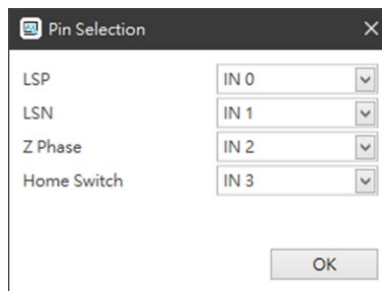 Pin Selection
LSP IN 0
LSN IN 1
Z Phase IN 2
Home Switch IN 3
OK